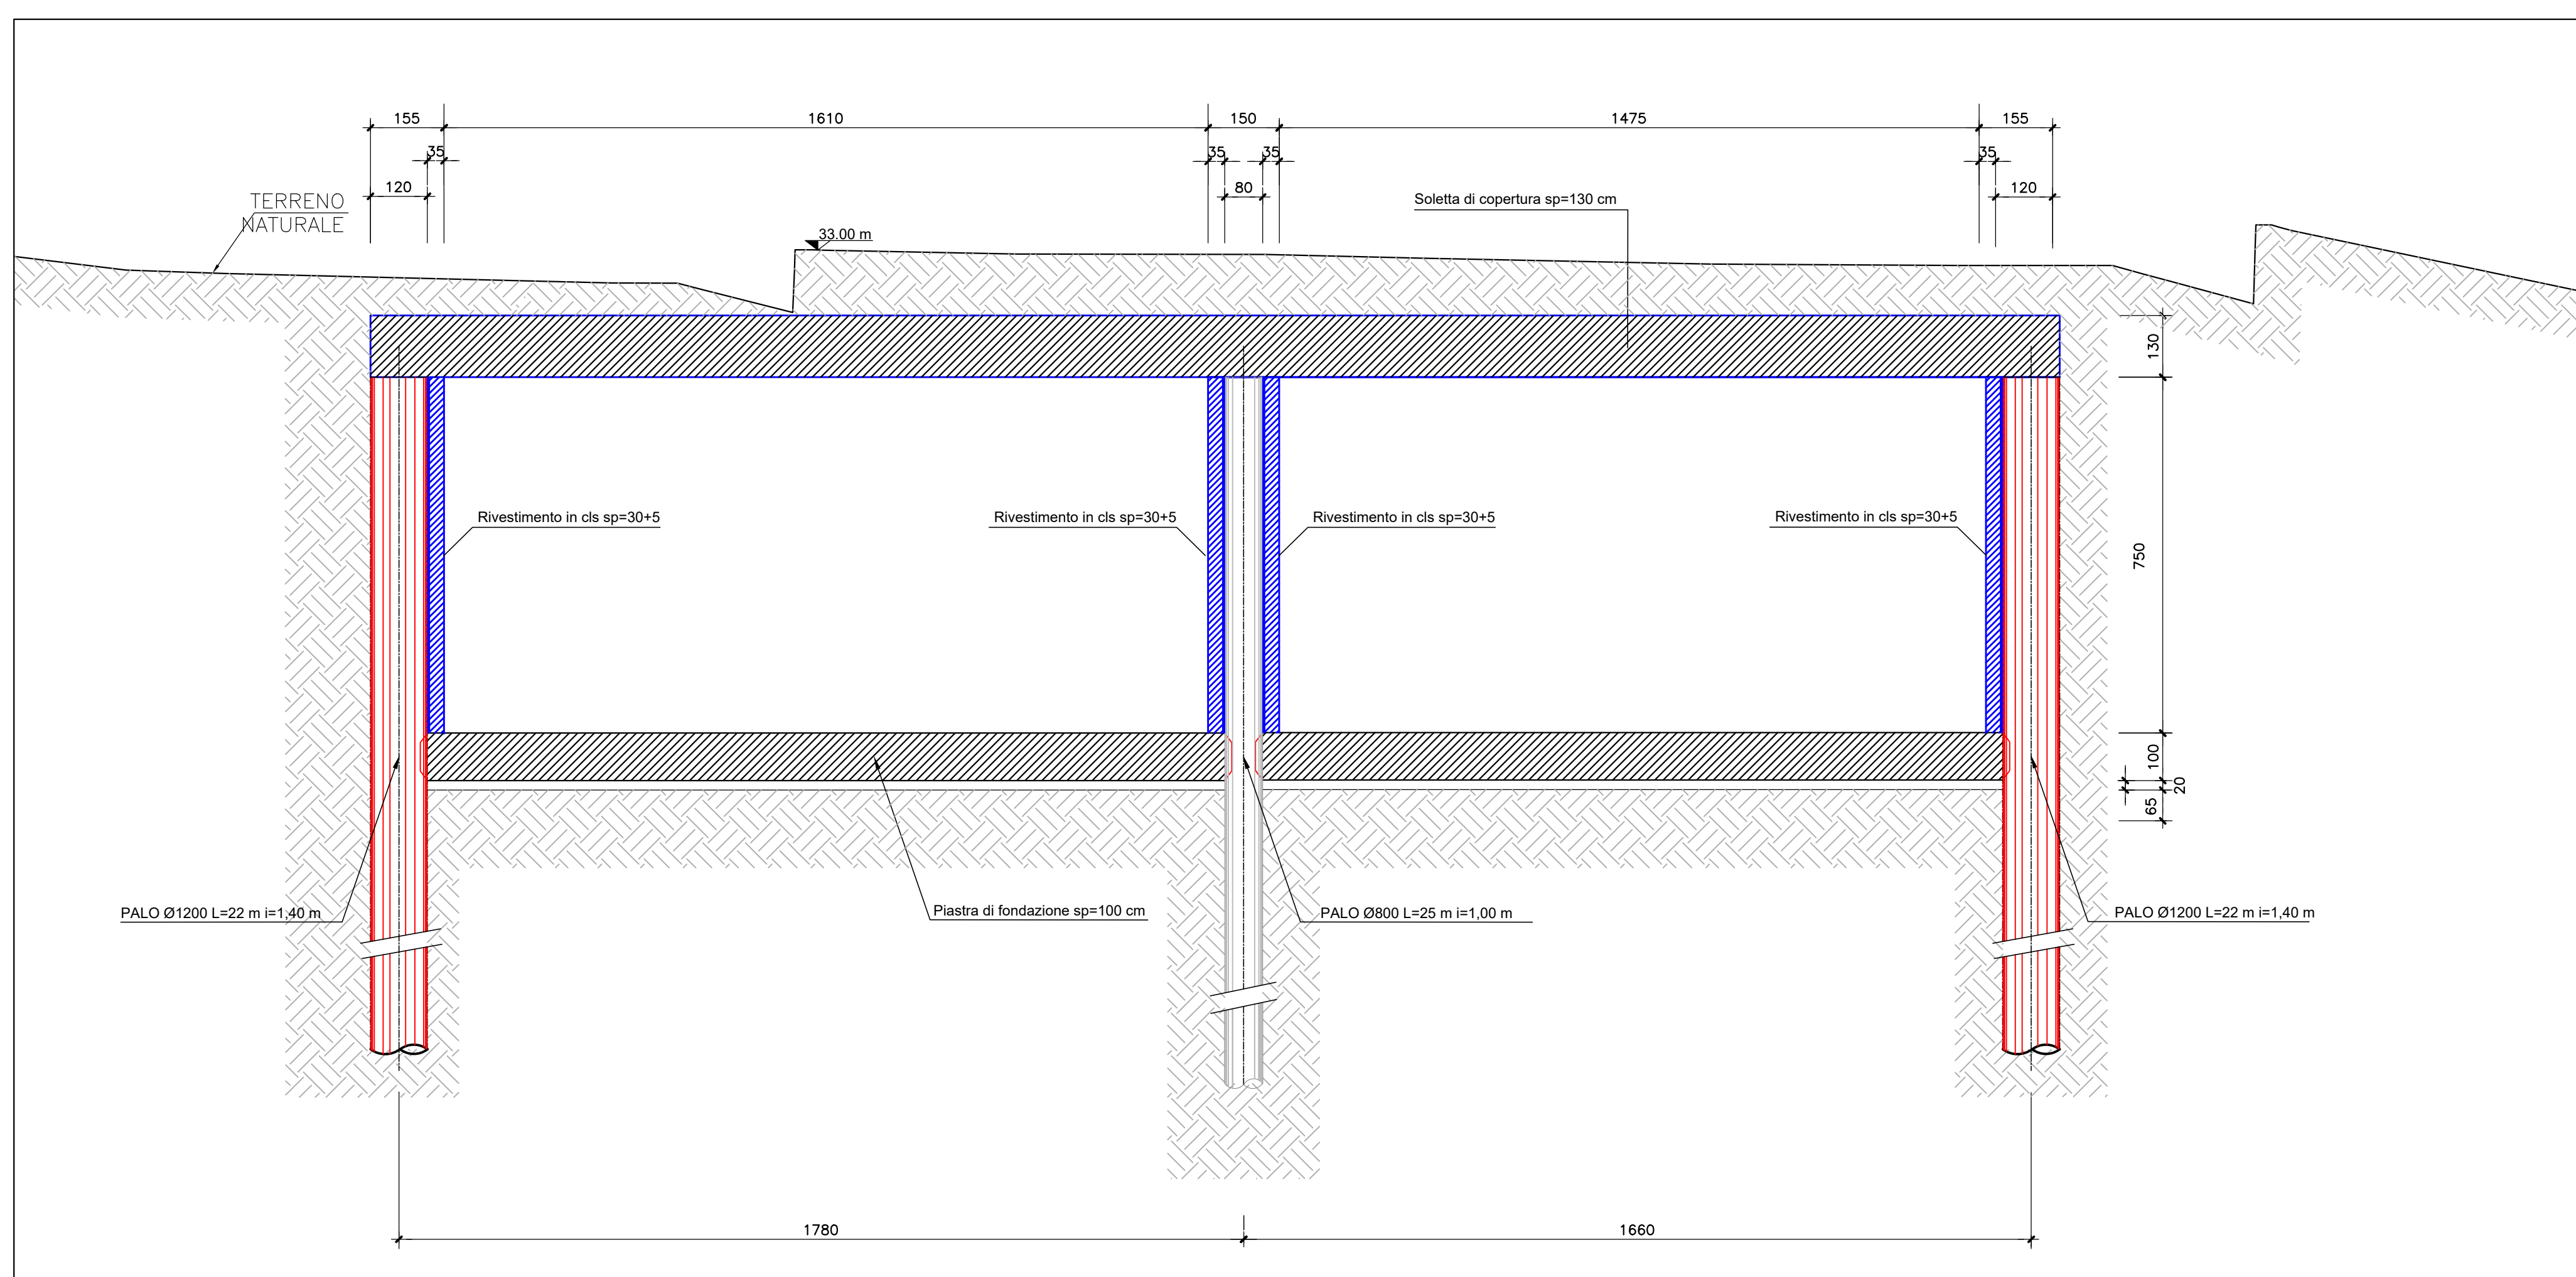 155
1610
150
1475
155
35
35
35
35
120
80
120
TERRENO
NATURALE
Soletta di copertura sp=130 cm
33.00 m
130
Rivestimento in cls sp=30+5
Rivestimento in cls sp=30+5
Rivestimento in cls sp=30+5
Rivestimento in cls sp=30+5
750
100
20
65
PALO Ø1200 L=22 m i=1,40 m
Piastra di fondazione sp=100 cm
PALO Ø800 L=25 m i=1,00 m
PALO Ø1200 L=22 m i=1,40 m
1780
1660